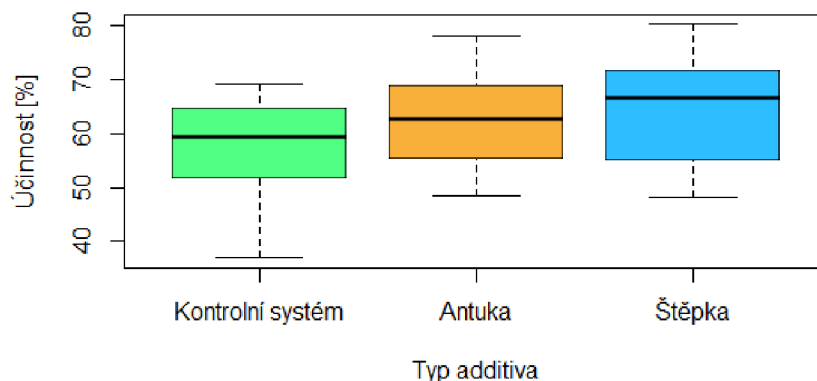 Účinnost [%]
80
70
60
50
40
Kontrolní systém Antuka Štěpka
Typ additiva